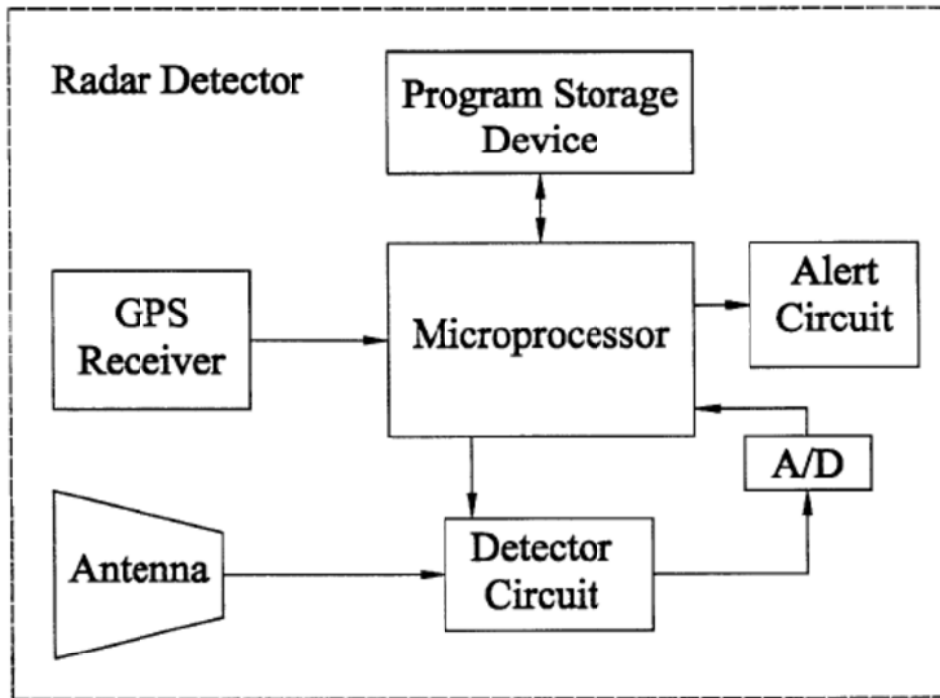 Radar Detector
Program Storage
Device
GPS
Receiver
Microprocessor
Alert
Circuit
A/D
Antenna
Detector
Circuit